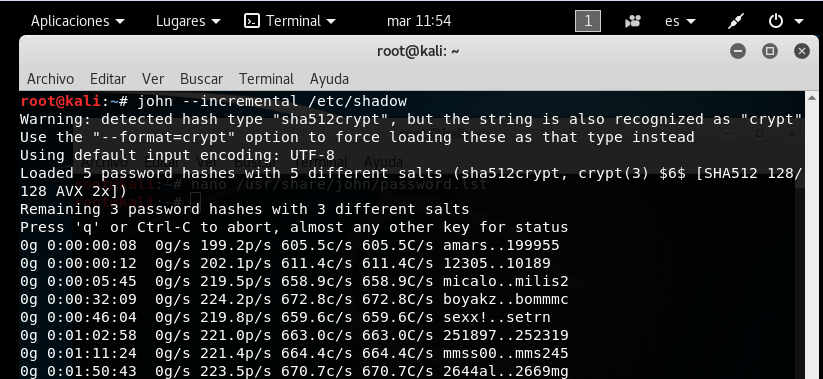 Aplicaciones Lugares Terminal mar 11:54 1 es
root@kali: ~
Archivo Editar Ver Buscar Terminal Ayuda
root@kali:~# john --incremental /etc/shadow
Warning: detected hash type "sha512crypt", but the string is also recognized as "crypt"
Use the "--format=crypt" option to force loading these as that type instead
Using default input encoding: UTF-8
Loaded 5 password hashes with 5 different salts (sha512crypt, crypt(3) $6$ [SHA512 128/
128 AVX 2x])
Remaining 3 password hashes with 3 different salts
Press 'q' or Ctrl-C to abort, almost any other key for status
0g 0:00:00:08  0g/s 199.2p/s 605.5c/s 605.5C/s amars..199955
0g 0:00:00:12  0g/s 202.1p/s 611.4c/s 611.4C/s 12305..10189
0g 0:00:05:45  0g/s 219.5p/s 658.9c/s 658.9C/s micalo..milis2
0g 0:00:32:09  0g/s 224.2p/s 672.8c/s 672.8C/s boyakz..bommmc
0g 0:00:46:04  0g/s 219.8p/s 659.6c/s 659.6C/s sexx!..setrn
0g 0:01:02:58  0g/s 221.0p/s 663.0c/s 663.0C/s 251897..252319
0g 0:01:11:24  0g/s 221.4p/s 664.4c/s 664.4C/s mmss00..mms245
0g 0:01:50:43  0g/s 223.5p/s 670.7c/s 670.7C/s 2644al..2669mg